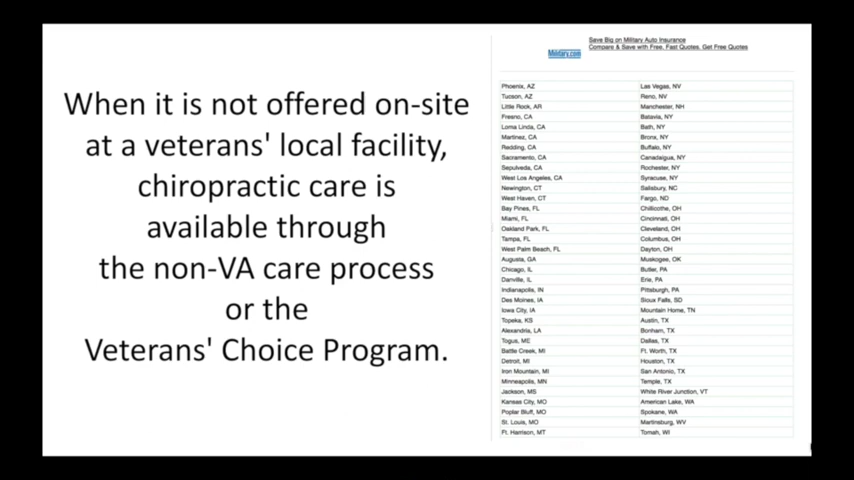 When it is not offered on-site
at a veterans' local facility,
chiropractic care is
available through
the non-VA care process
or the
Veterans' Choice Program.
Save Big on Military Auto Insurance
Military.com
Compare & Save with Free, Fast Quotes. Get Free Quotes
Phoenix, AZ Las Vegas, NV
Tucson, AZ Reno, NV
Little Rock, AR Manchester, NH
Fresno, CA Batavia, NY
Loma Linda, CA Bath, NY
Martinez, CA Bronx, NY
Redding, CA Buffalo, NY
Sacramento, CA Canadaigua, NY
Sepulveda, CA Rochester, NY
West Los Angeles, CA Syracuse, NY
Newington, CT Salisbury, NC
West Haven, CT Fargo, ND
Bay Pines, FL Chillicothe, OH
Miami, FL Cincinnati, OH
Oakland Park, FL Cleveland, OH
Tampa, FL Columbus, OH
West Palm Beach, FL Dayton, OH
Augusta, GA Muskogee, OK
Chicago, IL Butler, PA
Danville, IL Erie, PA
Indianapolis, IN Pittsburgh, PA
Des Moines, IA Sioux Falls, SD
Iowa City, IA Mountain Home, TN
Topeka, KS Austin, TX
Alexandria, LA Bonham, TX
Togus, ME Dallas, TX
Battle Creek, MI Ft. Worth, TX
Detroit, MI Houston, TX
Iron Mountain, MI San Antonio, TX
Minneapolis, MN Temple, TX
Jackson, MS White River Junction, VT
Kansas City, MO American Lake, WA
Poplar Bluff, MO Spokane, WA
St. Louis, MO Martinsburg, WV
Ft. Harrison, MT Tomah, WI